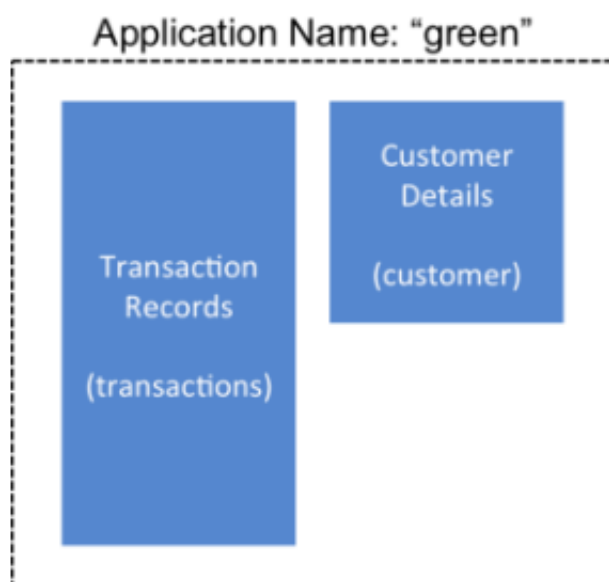 Application Name: “green”
Transaction
Records
(transactions)
Customer
Details
(customer)